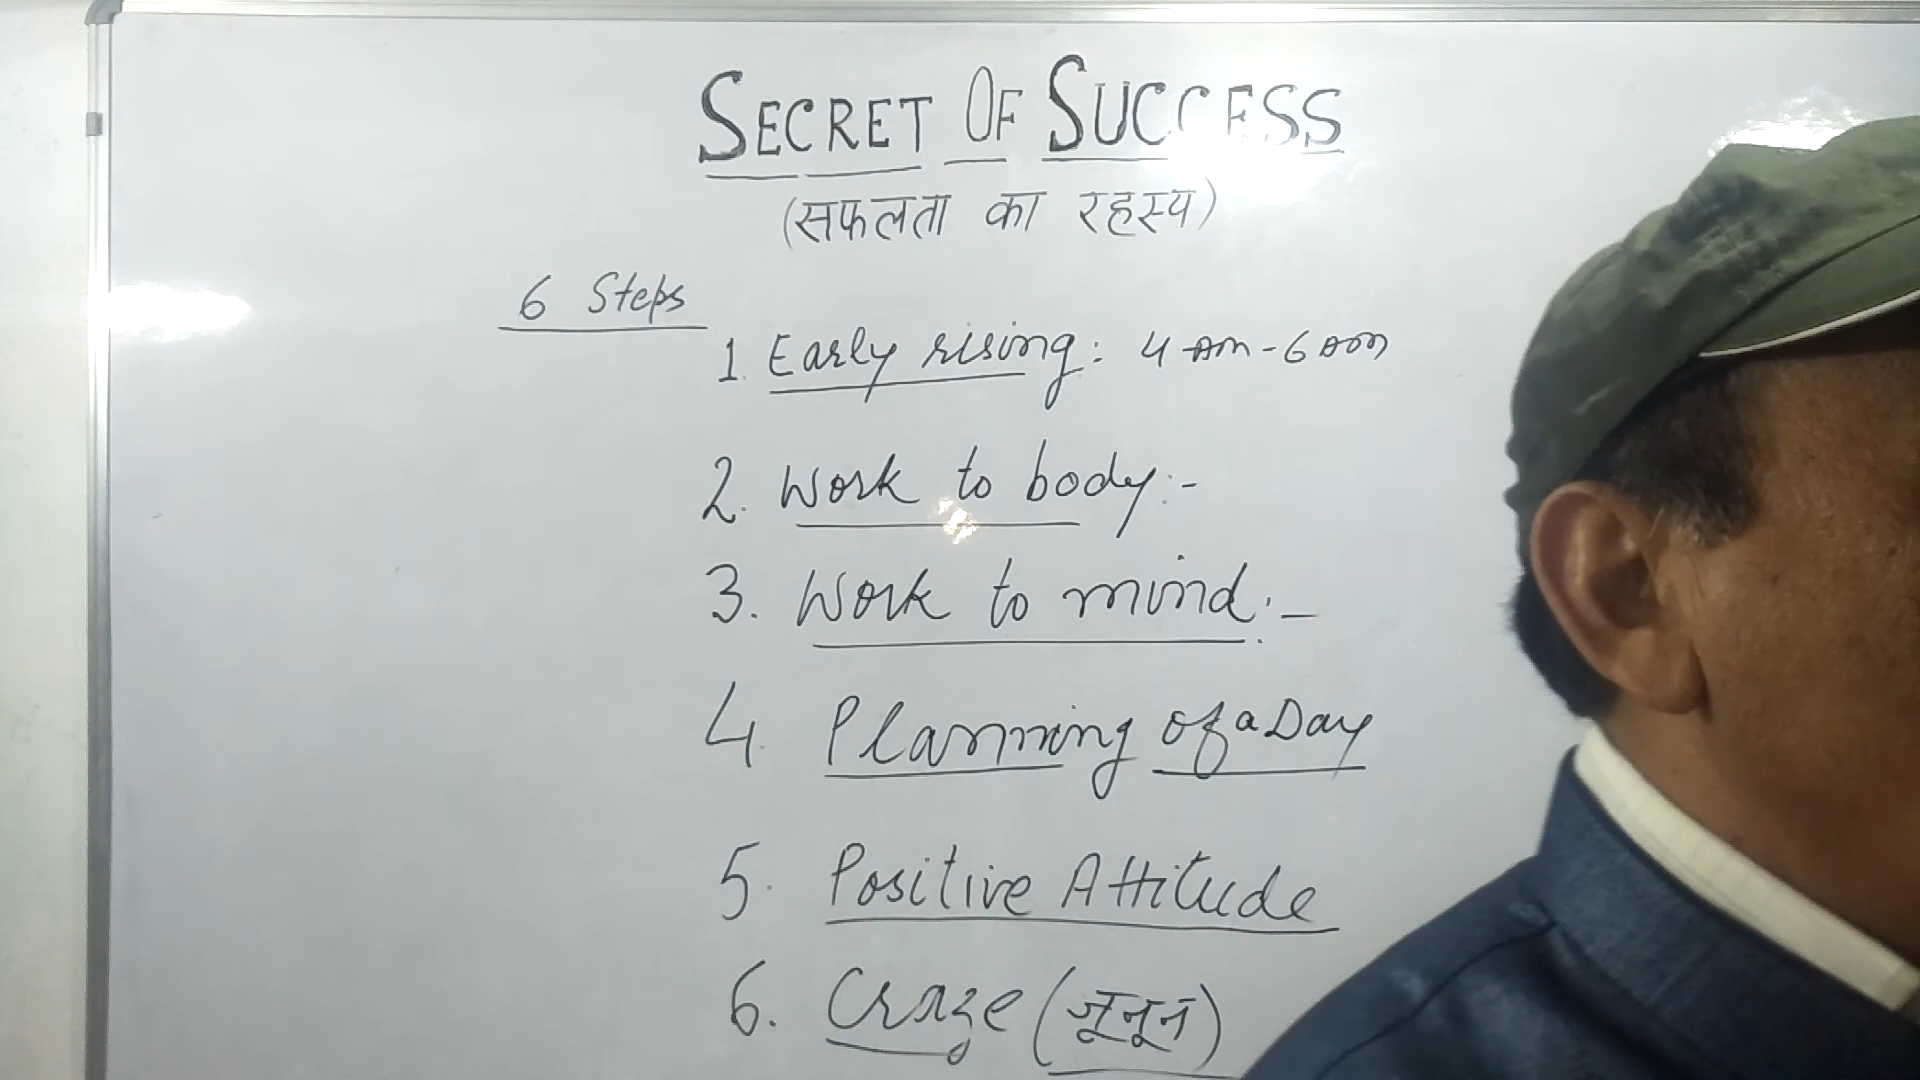 SECRET OF SUCCESS
(सफलता का रहस्य)
6 Steps
1. Early rising: 4 am - 6 am
2. Work to body:-
3. Work to mind:-
4. Planning of a Day
5. Positive Attitude
6. Craze (जूनून)